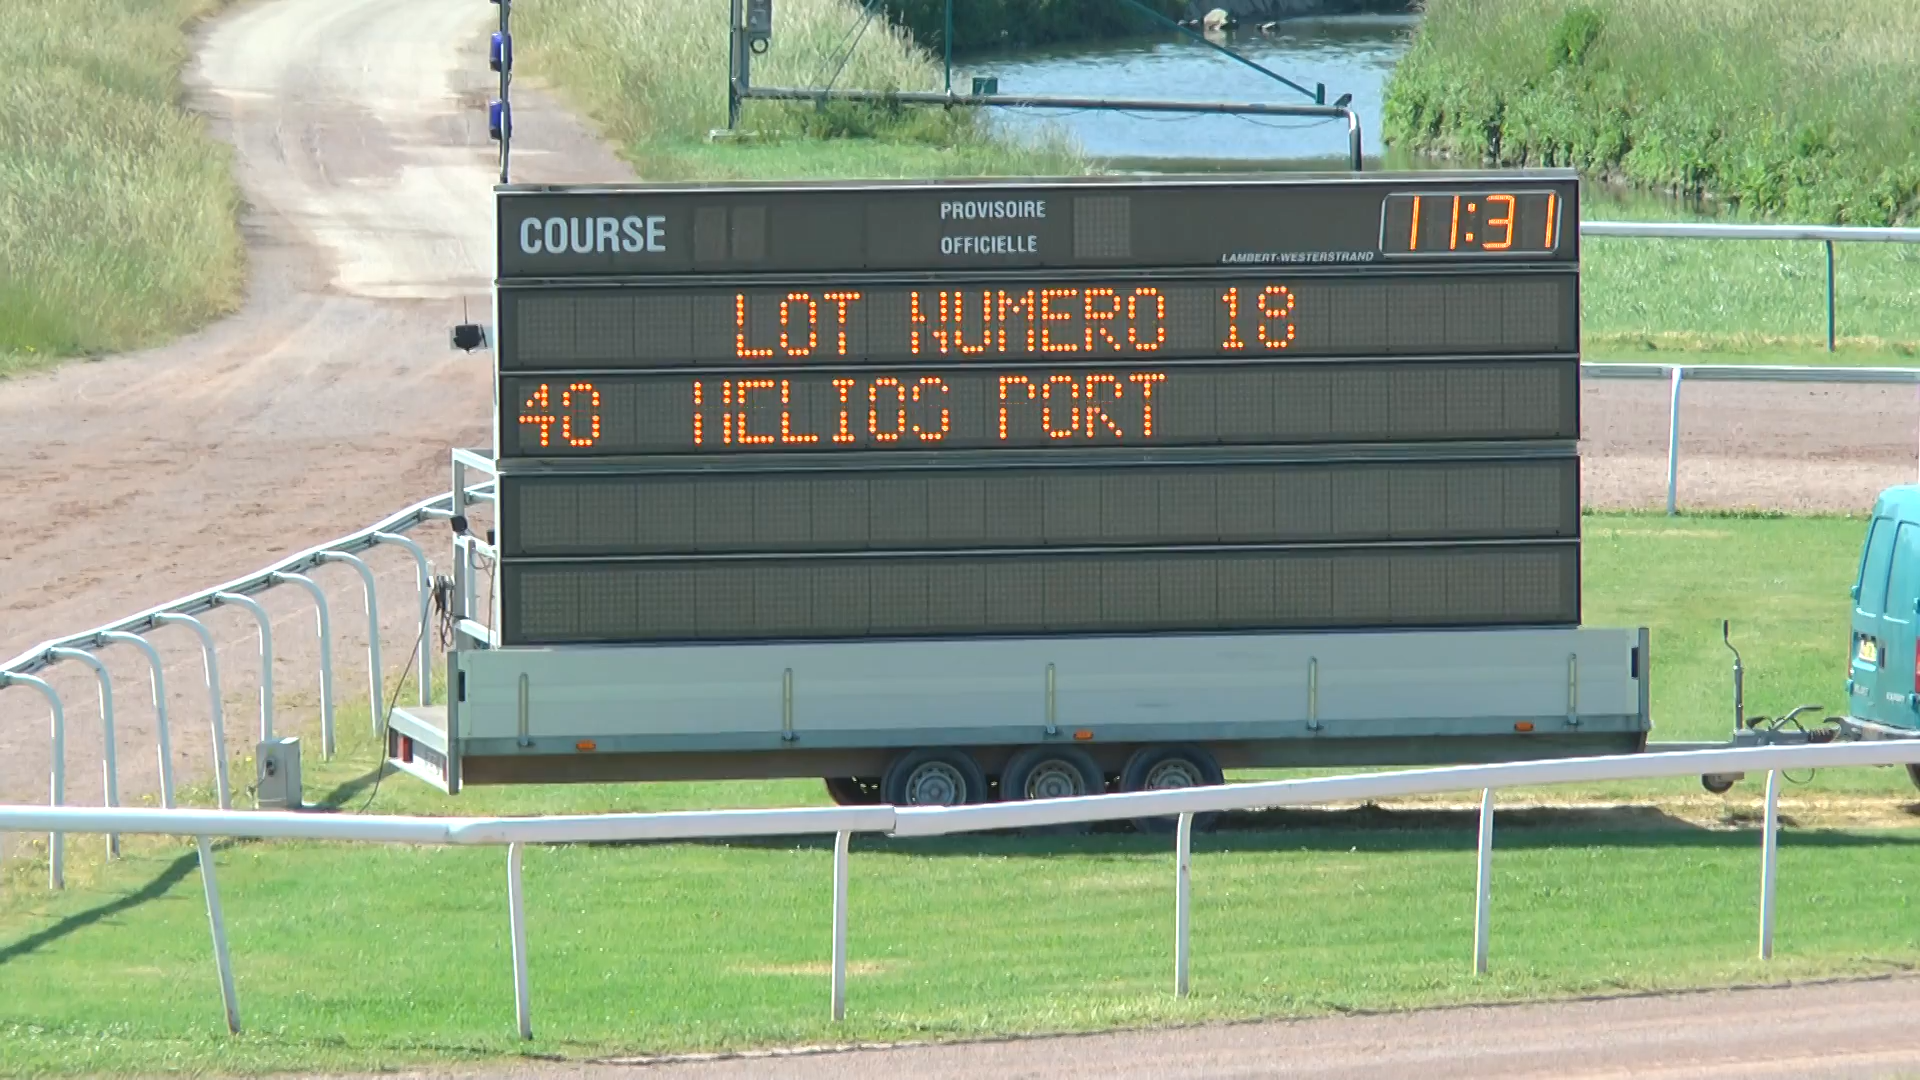 COURSE
PROVISOIRE
OFFICIELLE
11:31
LAMBERT-WESTERSTRAND
LOT NUMERO 18
40 HELIOS PORT